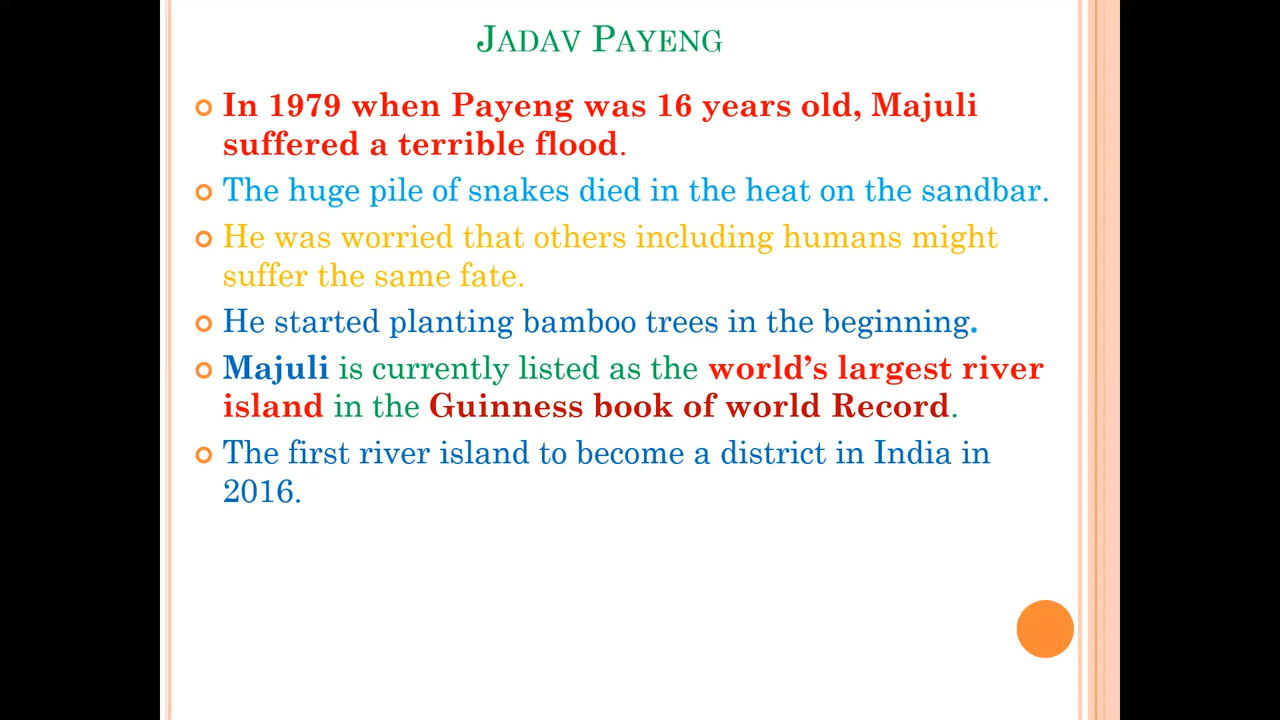 Jadav Payeng
In 1979 when Payeng was 16 years old, Majuli
suffered a terrible flood.
The huge pile of snakes died in the heat on the sandbar.
He was worried that others including humans might
suffer the same fate.
He started planting bamboo trees in the beginning.
Majuli is currently listed as the world's largest river
island in the Guinness book of world Record.
The first river island to become a district in India in
2016.